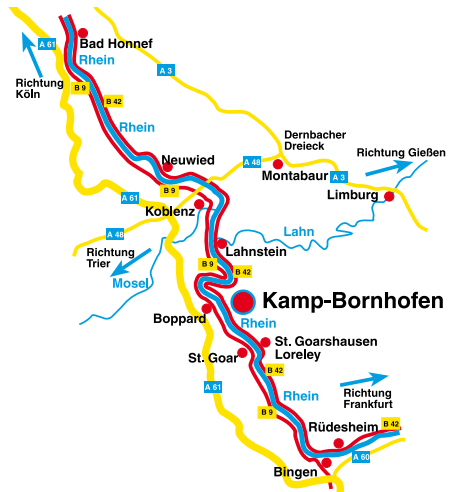 Bad Honnef
A 61
Rhein
A 3
Richtung
Köln
B 9
B 42
Rhein
Dernbacher
Dreieck
Richtung Gießen
Neuwied
A 48
Montabaur
A 3
B 9
A 61
Limburg
Koblenz
A 48
Lahn
Lahnstein
Richtung
Trier
B 9
B 42
Mosel
Kamp-Bornhofen
Boppard
Rhein
St. Goarshausen
Loreley
St. Goar
B 42
A 61
Richtung
Frankfurt
Rhein
B 9
B 42
Rüdesheim
A 60
Bingen